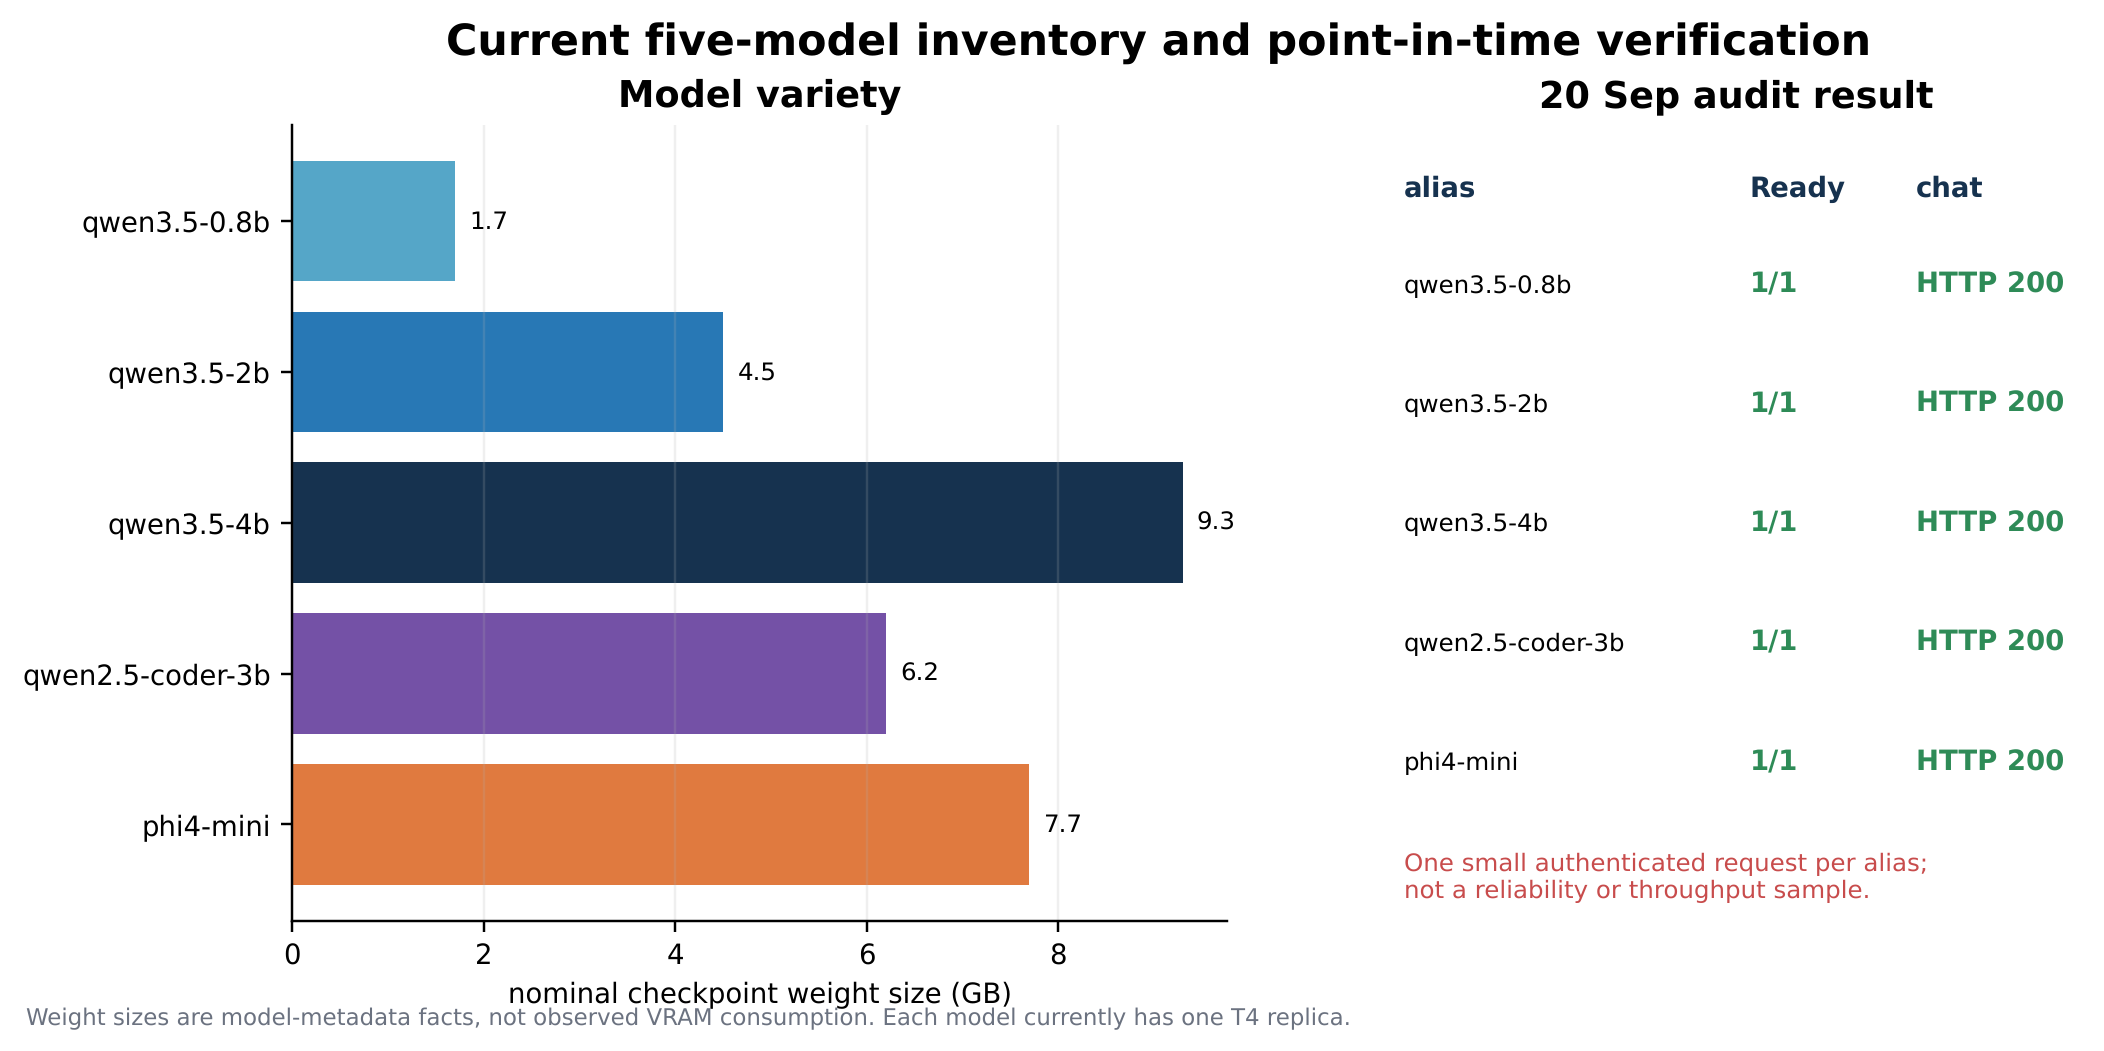 Current five-model inventory and point-in-time verification
Model variety
qwen3.5-0.8b
1.7
qwen3.5-2b
4.5
qwen3.5-4b
9.3
qwen2.5-coder-3b
6.2
phi4-mini
7.7
0 2 4 6 8
nominal checkpoint weight size (GB)
20 Sep audit result
alias Ready chat
qwen3.5-0.8b 1/1 HTTP 200
qwen3.5-2b 1/1 HTTP 200
qwen3.5-4b 1/1 HTTP 200
qwen2.5-coder-3b 1/1 HTTP 200
phi4-mini 1/1 HTTP 200
One small authenticated request per alias;
not a reliability or throughput sample.
Weight sizes are model-metadata facts, not observed VRAM consumption. Each model currently has one T4 replica.